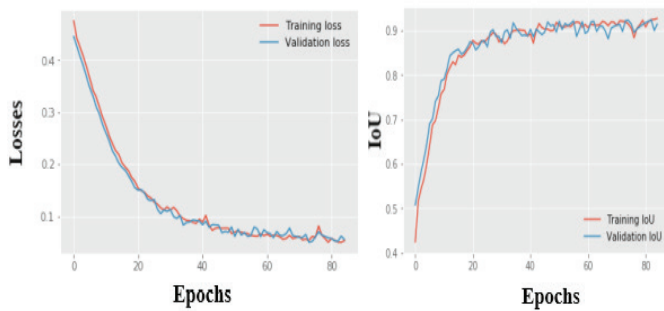 Training loss
Validation loss
0.4
0.3
0.2
0.1
0
20
40
60
80
Losses
Epochs
0.9
0.8
0.7
0.6
0.5
0.4
0
20
40
60
80
IoU
Training IoU
Validation IoU
Epochs